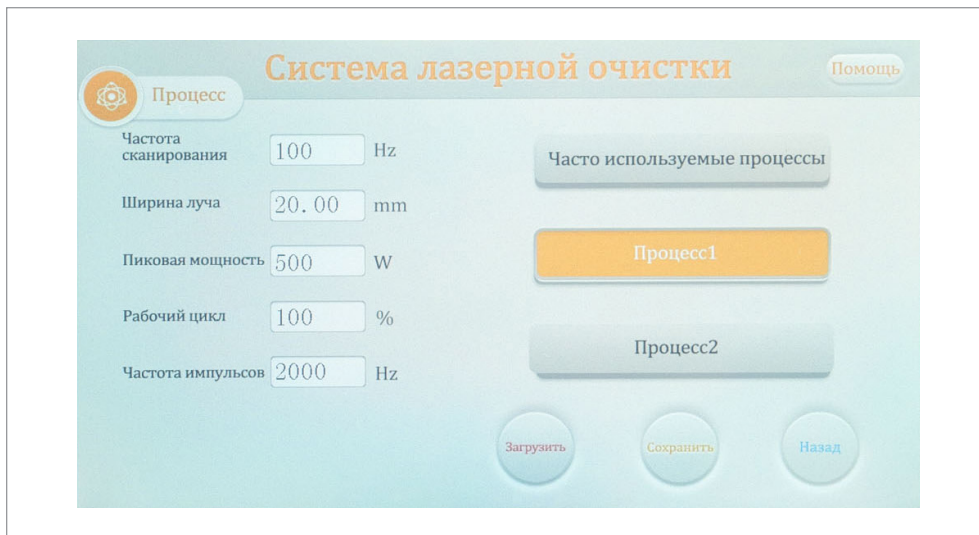 Система лазерной очистки
Помощь
Процесс
Частота
сканирования
100 Hz
Ширина луча
20.00 mm
Пиковая мощность 500 W
Рабочий цикл 100 %
Частота импульсов 2000 Hz
Часто используемые процессы
Процесс1
Процесс2
Загрузить
Сохранить
Назад